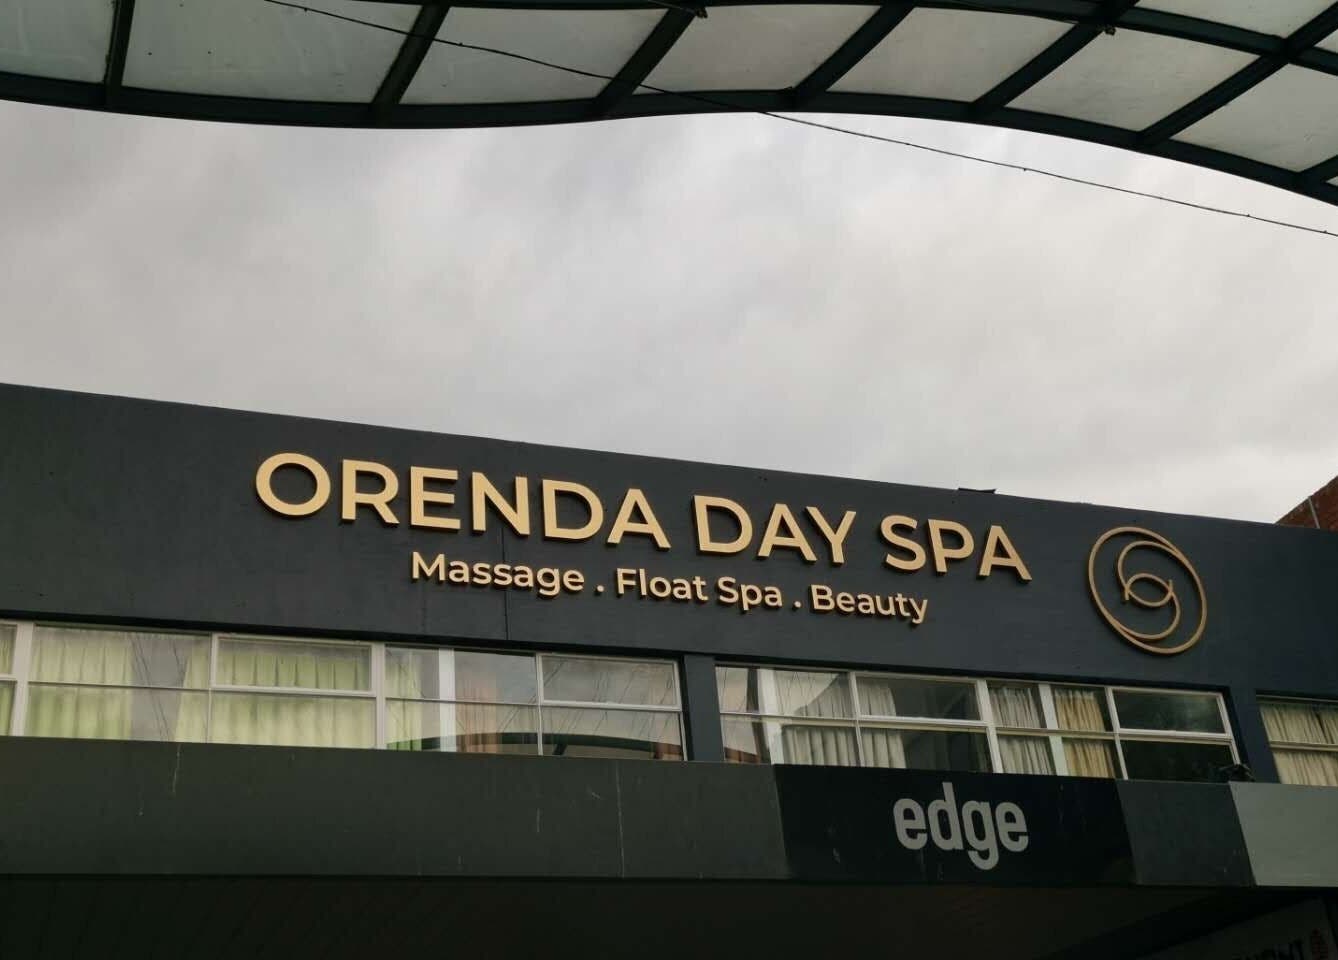 ORENDA DAY SPA
Massage . Float Spa . Beauty
edge